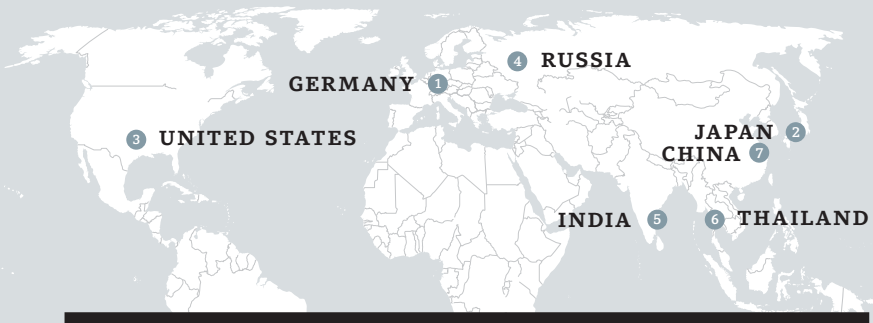 4 RUSSIA
GERMANY 1
3 UNITED STATES
JAPAN 2
CHINA 7
INDIA 5
6 THAILAND